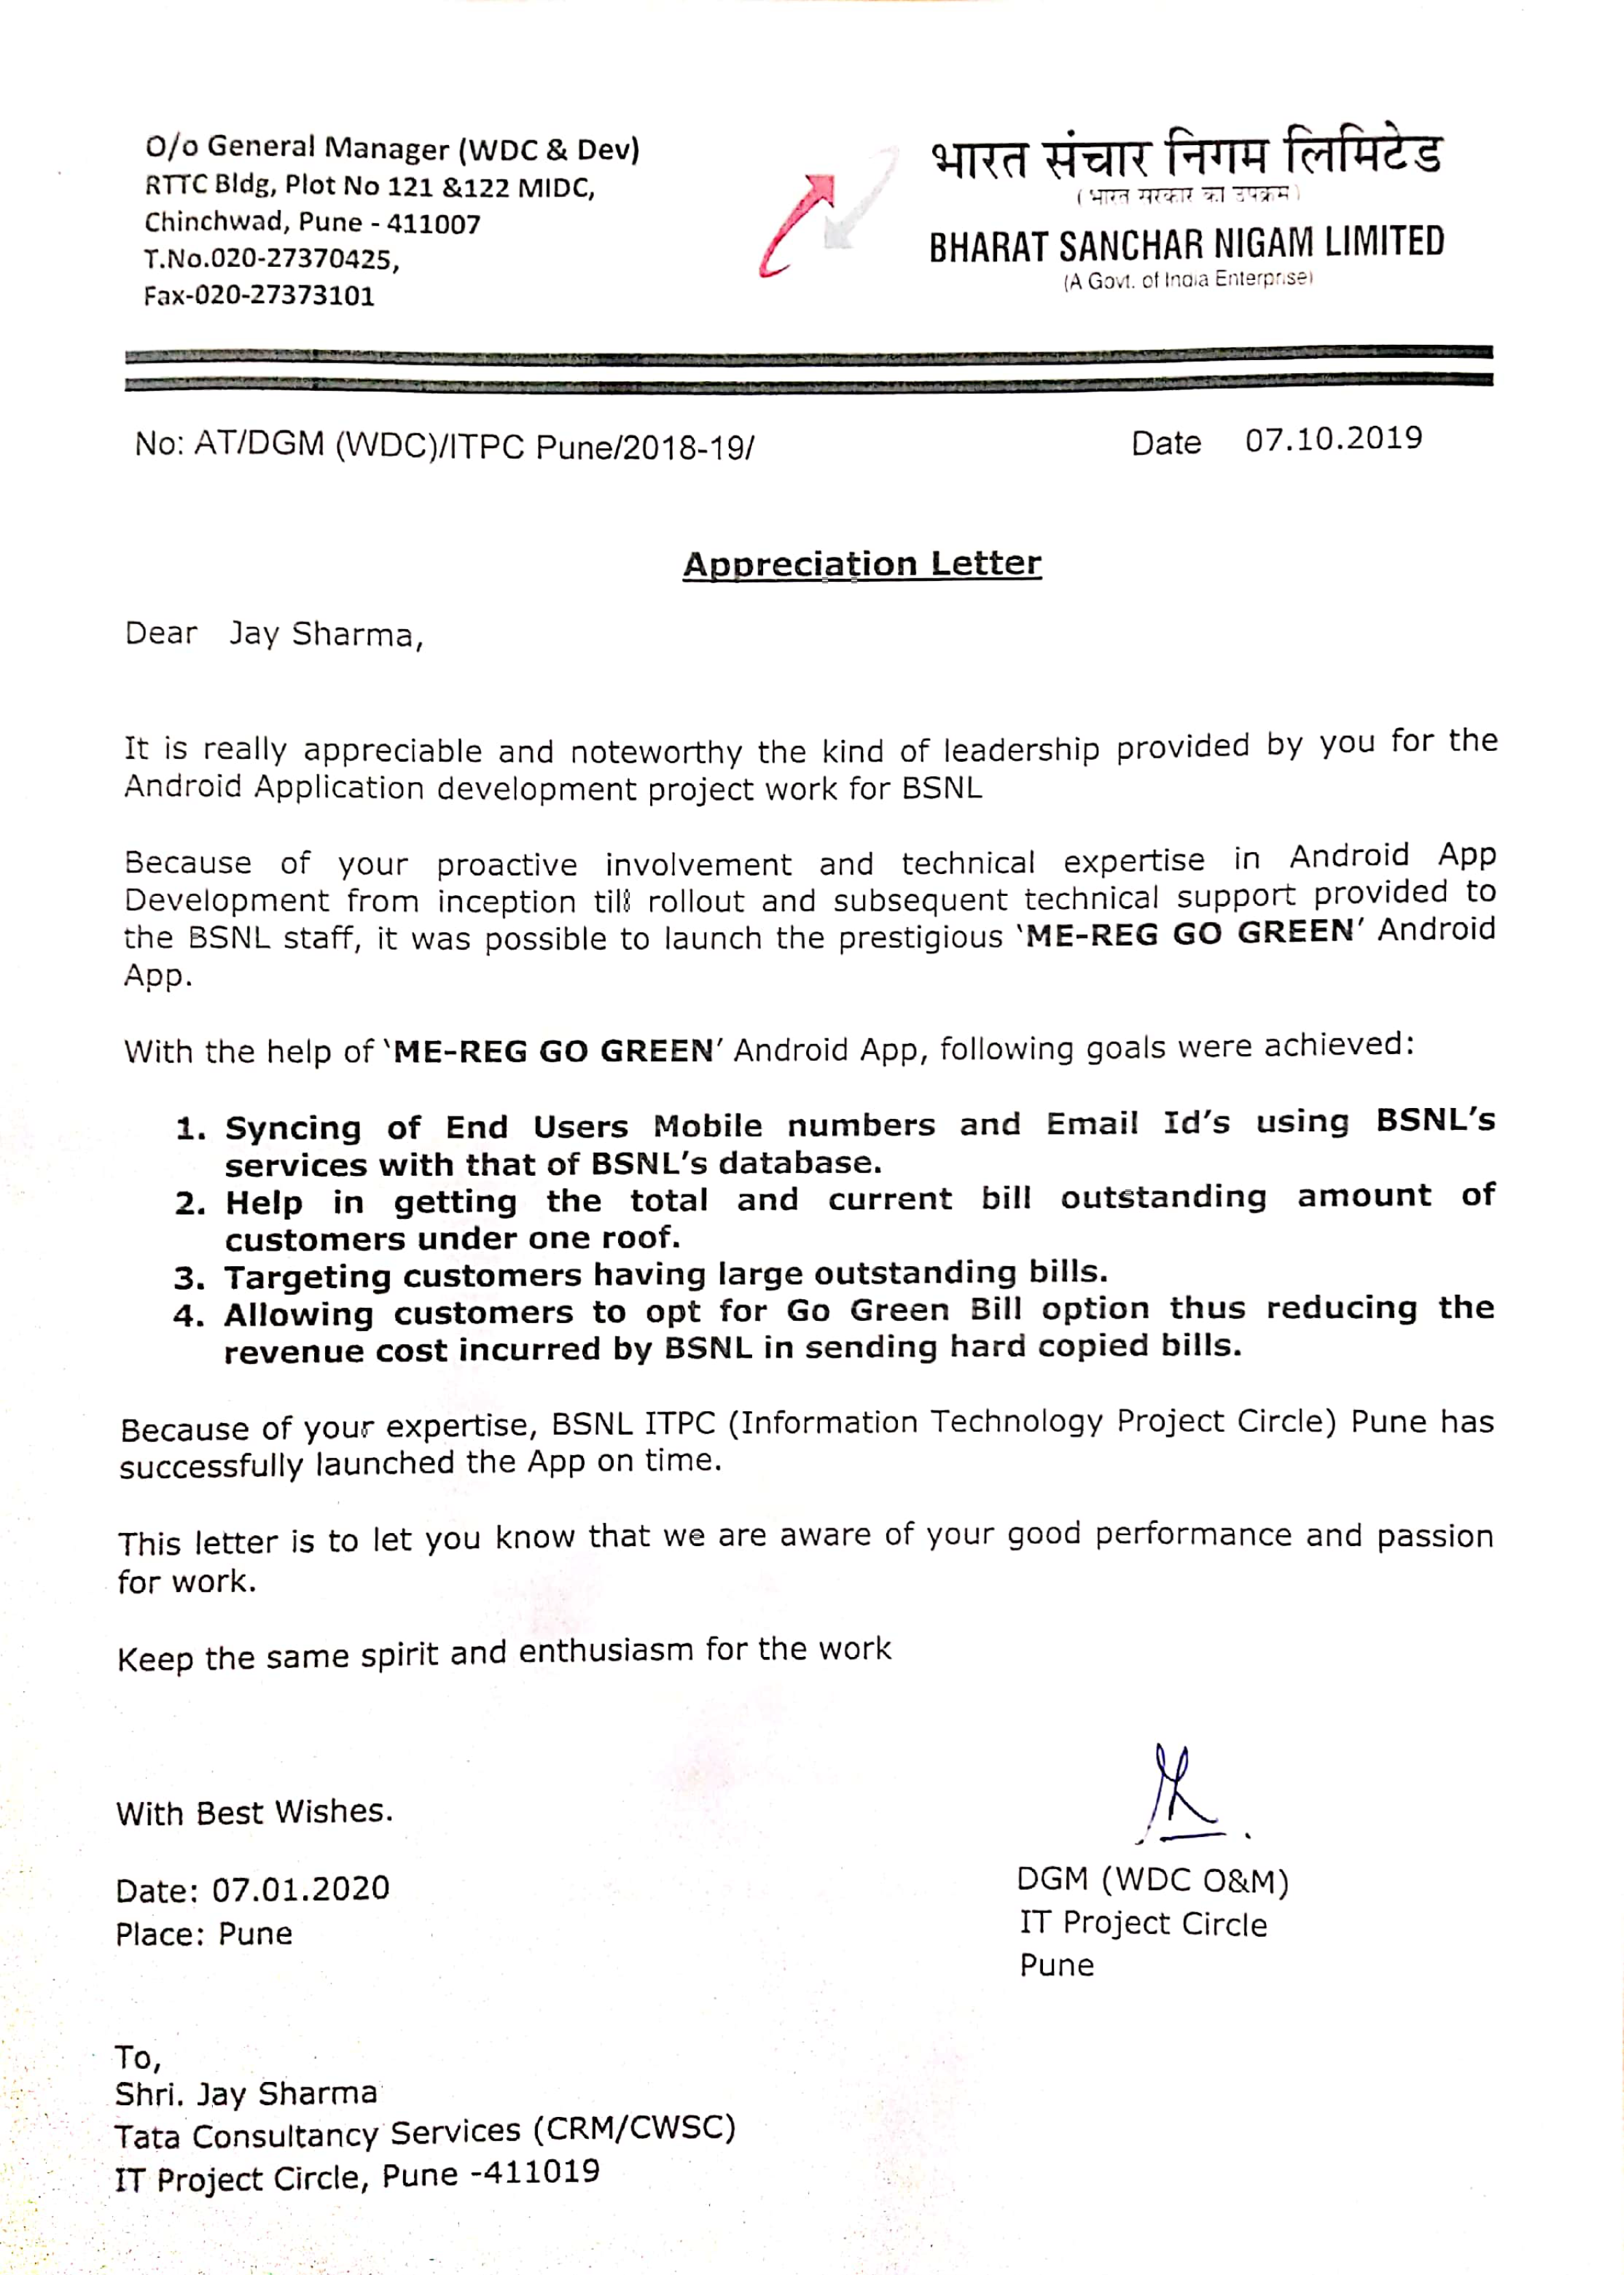 O/o General Manager (WDC & Dev)
RTTC Bldg, Plot No 121 &122 MIDC,
Chinchwad, Pune - 411007
T.No.020-27370425,
Fax-020-27373101
भारत संचार निगम लिमिटेड
(भारत सरकार का उपक्रम)
BHARAT SANCHAR NIGAM LIMITED
(A Govt. of India Enterprise)
No: AT/DGM (WDC)/ITPC Pune/2018-19/
Date 07.10.2019
Appreciation Letter
Dear Jay Sharma,
It is really appreciable and noteworthy the kind of leadership provided by you for the
Android Application development project work for BSNL
Because of your proactive involvement and technical expertise in Android App
Development from inception till rollout and subsequent technical support provided to
the BSNL staff, it was possible to launch the prestigious 'ME-REG GO GREEN' Android
App.
With the help of 'ME-REG GO GREEN' Android App, following goals were achieved:
1. Syncing of End Users Mobile numbers and Email Id's using BSNL's
services with that of BSNL's database.
2. Help in getting the total and current bill outstanding amount of
customers under one roof.
3. Targeting customers having large outstanding bills.
4. Allowing customers to opt for Go Green Bill option thus reducing the
revenue cost incurred by BSNL in sending hard copied bills.
Because of your expertise, BSNL ITPC (Information Technology Project Circle) Pune has
successfully launched the App on time.
This letter is to let you know that we are aware of your good performance and passion
for work.
Keep the same spirit and enthusiasm for the work
With Best Wishes.
Date: 07.01.2020
Place: Pune
DGM (WDC O&M)
IT Project Circle
Pune
To,
Shri. Jay Sharma
Tata Consultancy Services (CRM/CWSC)
IT Project Circle, Pune -411019